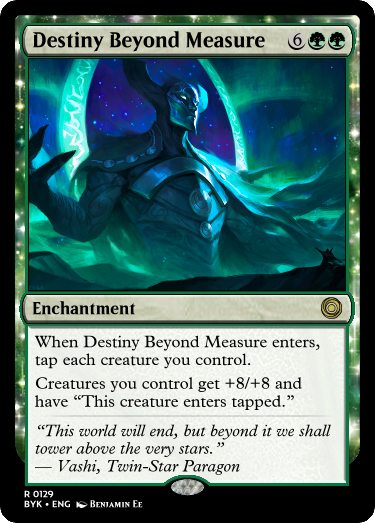 Destiny Beyond Measure 6
Enchantment
When Destiny Beyond Measure enters,
tap each creature you control.
Creatures you control get +8/+8 and
have “This creature enters tapped.”
“This world will end, but beyond it we shall
tower above the very stars.”
— Vashi, Twin-Star Paragon
R 0129
BYK • ENG Benjamin Ee